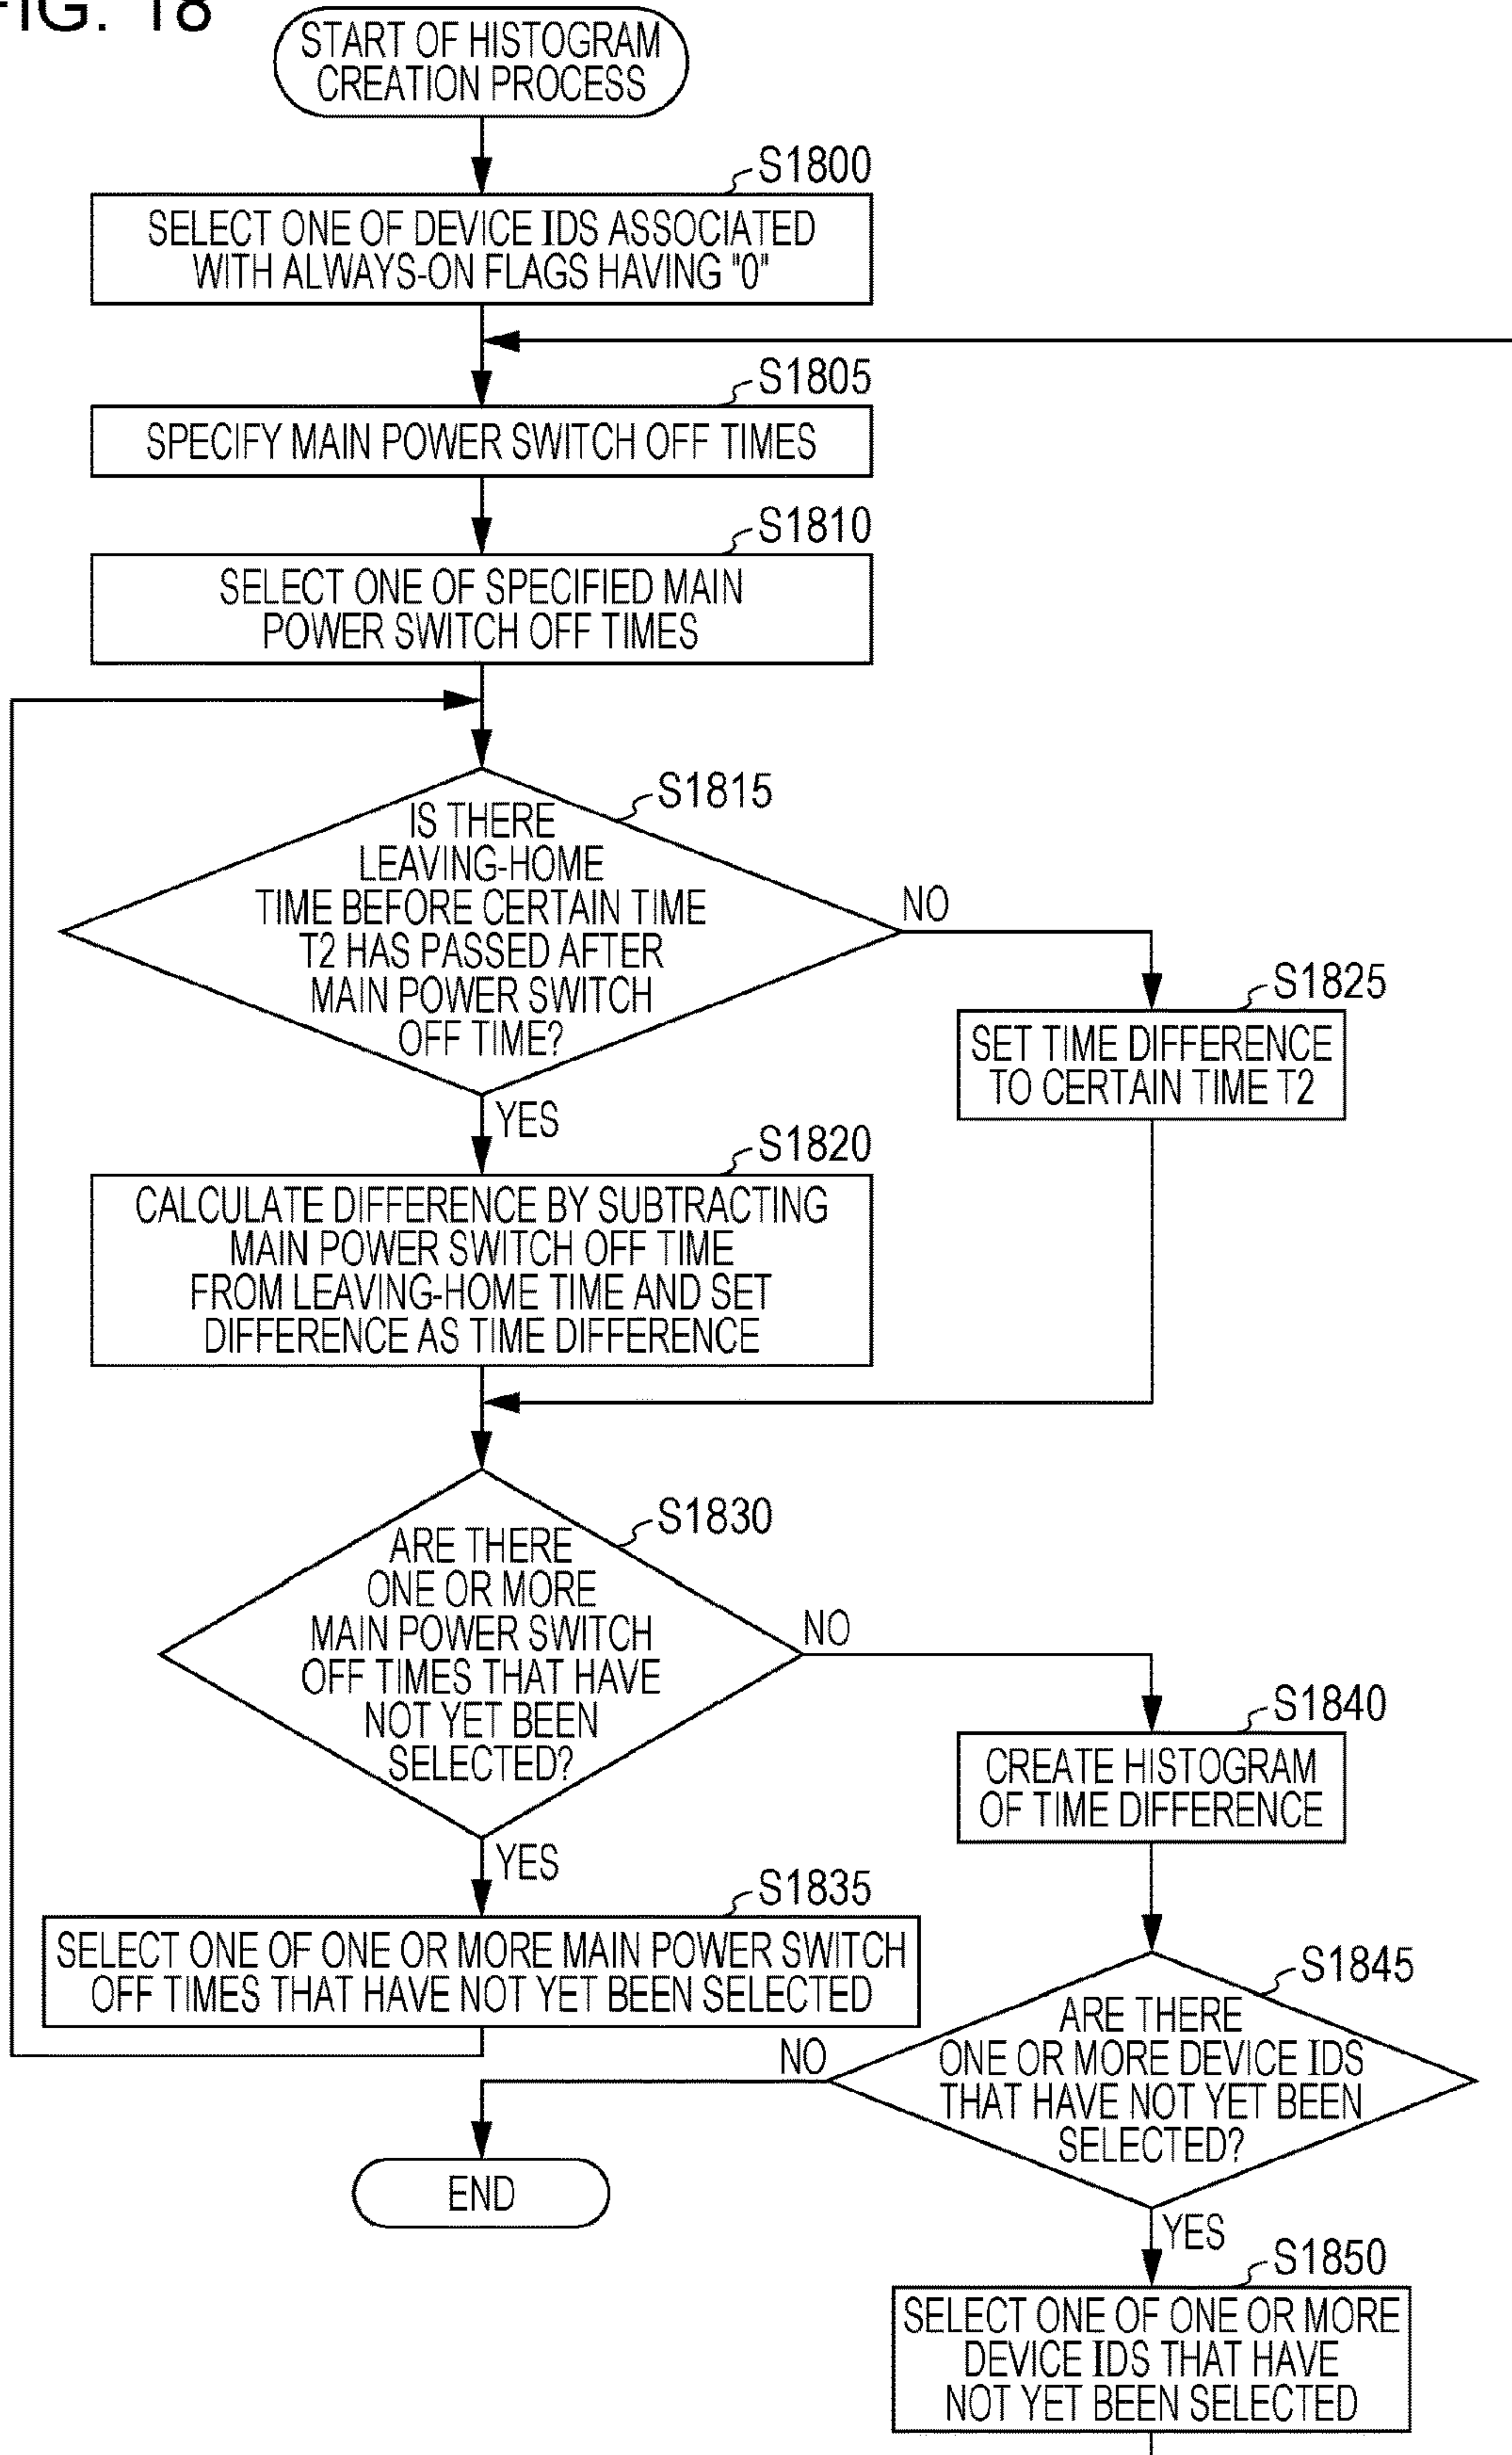 FIG. 18
START OF HISTOGRAM
CREATION PROCESS
S1800
SELECT ONE OF DEVICE IDS ASSOCIATED
WITH ALWAYS-ON FLAGS HAVING "0"
S1805
SPECIFY MAIN POWER SWITCH OFF TIMES
S1810
SELECT ONE OF SPECIFIED MAIN
POWER SWITCH OFF TIMES
S1815
IS THERE
LEAVING-HOME
TIME BEFORE CERTAIN TIME
T2 HAS PASSED AFTER
MAIN POWER SWITCH
OFF TIME?
NO
S1825
SET TIME DIFFERENCE
TO CERTAIN TIME T2
YES
S1820
CALCULATE DIFFERENCE BY SUBTRACTING
MAIN POWER SWITCH OFF TIME
FROM LEAVING-HOME TIME AND SET
DIFFERENCE AS TIME DIFFERENCE
S1830
ARE THERE
ONE OR MORE
MAIN POWER SWITCH
OFF TIMES THAT HAVE
NOT YET BEEN
SELECTED?
NO
S1840
CREATE HISTOGRAM
OF TIME DIFFERENCE
YES
S1835
SELECT ONE OF ONE OR MORE MAIN POWER SWITCH
OFF TIMES THAT HAVE NOT YET BEEN SELECTED
S1845
ARE THERE
ONE OR MORE DEVICE IDS
THAT HAVE NOT YET BEEN
SELECTED?
NO
END
YES
S1850
SELECT ONE OF ONE OR MORE
DEVICE IDS THAT HAVE
NOT YET BEEN SELECTED